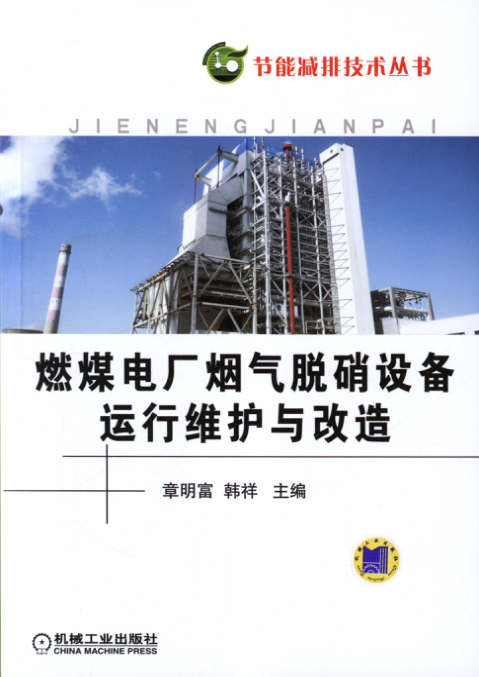 节能减排技术丛书
JIENENGJIANPAI
燃煤电厂烟气脱硝设备
运行维护与改造
章明富 韩祥 主编
机械工业出版社
CHINA MACHINE PRESS